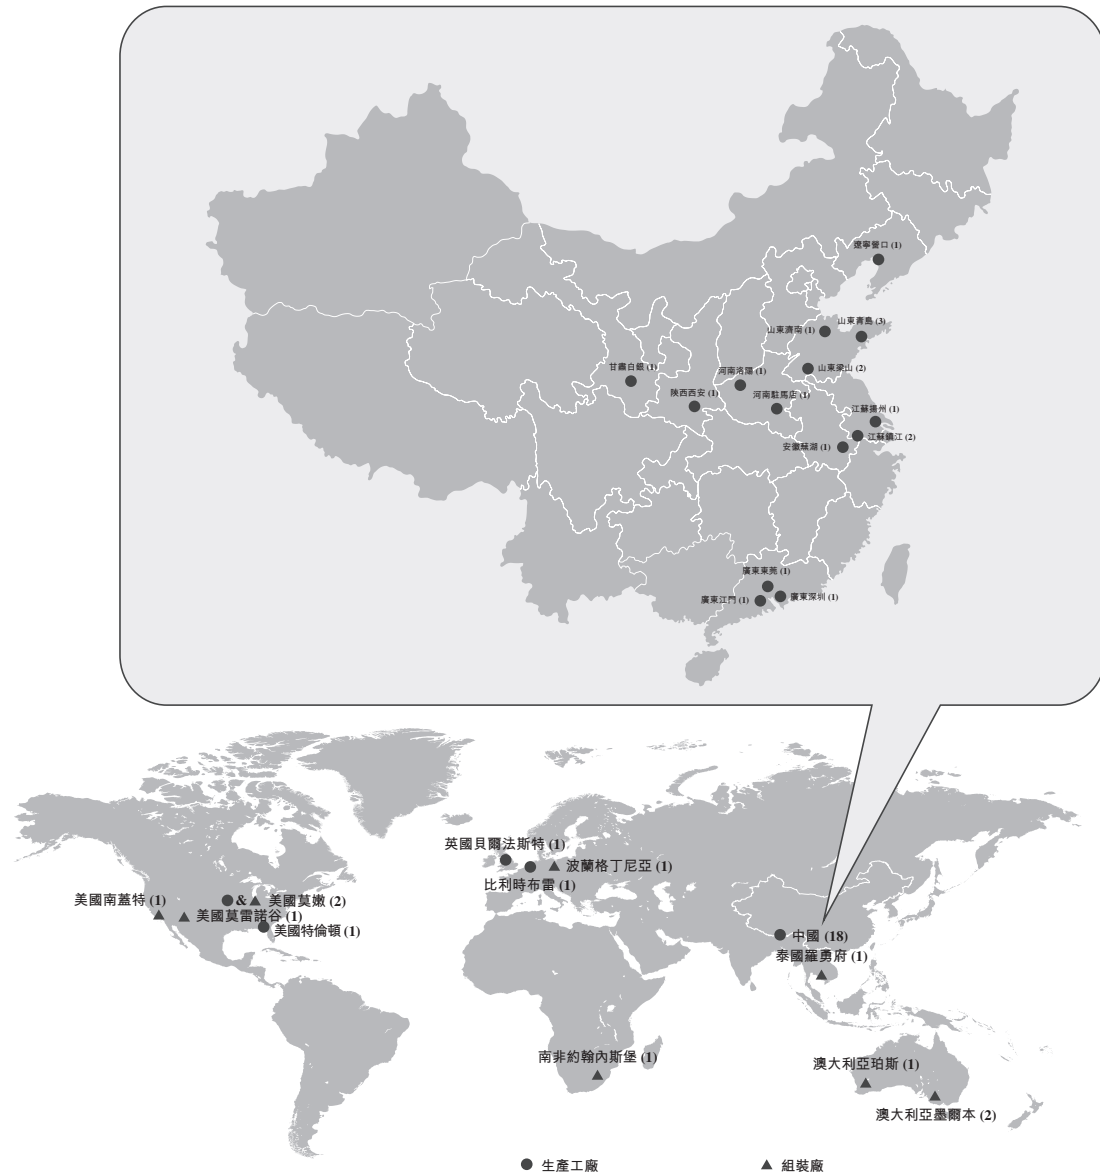 遼寧營口 (1)
山東青島 (3)
山東濟南 (1)
山東梁山 (2)
甘肅白銀 (1)
河南洛陽 (1)
陝西西安 (1)
河南駐馬店 (1)
江蘇揚州 (1)
江蘇鎮江 (2)
安徽蕪湖 (1)
廣東東莞 (1)
廣東江門 (1)
廣東深圳 (1)
英國貝爾法斯特 (1)
波蘭格丁尼亞 (1)
比利時布雷 (1)
美國南蓋特 (1)
& 美國莫嫩 (2)
美國莫雷諾谷 (1)
美國特倫頓 (1)
中國 (18)
泰國羅勇府 (1)
南非約翰內斯堡 (1)
澳大利亞珀斯 (1)
澳大利亞墨爾本 (2)
生產工廠
組裝廠